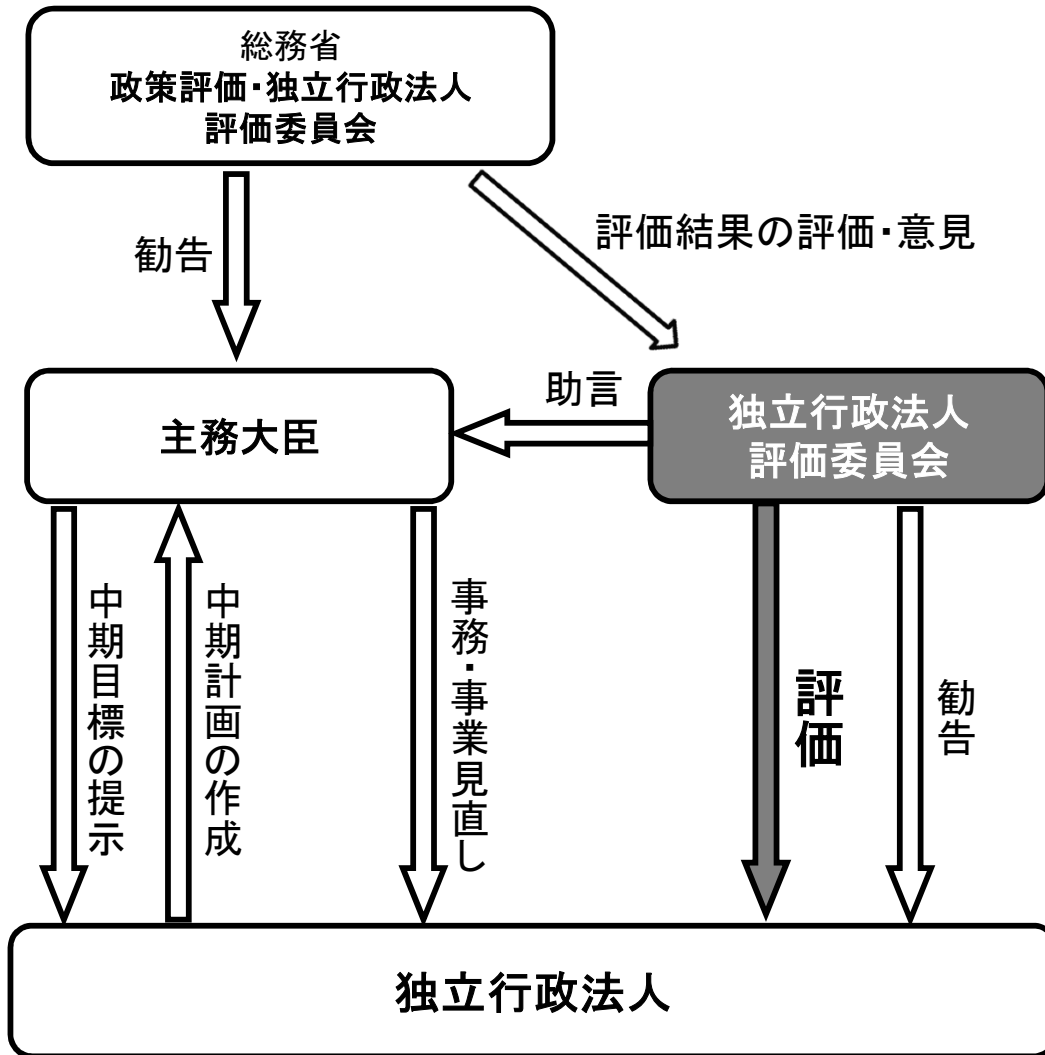 総務省
政策評価・独立行政法人
評価委員会
勧告
評価結果の評価・意見
主務大臣
助言
独立行政法人
評価委員会
中期目標の提示
中期計画の作成
事務・事業見直し
評価
勧告
独立行政法人